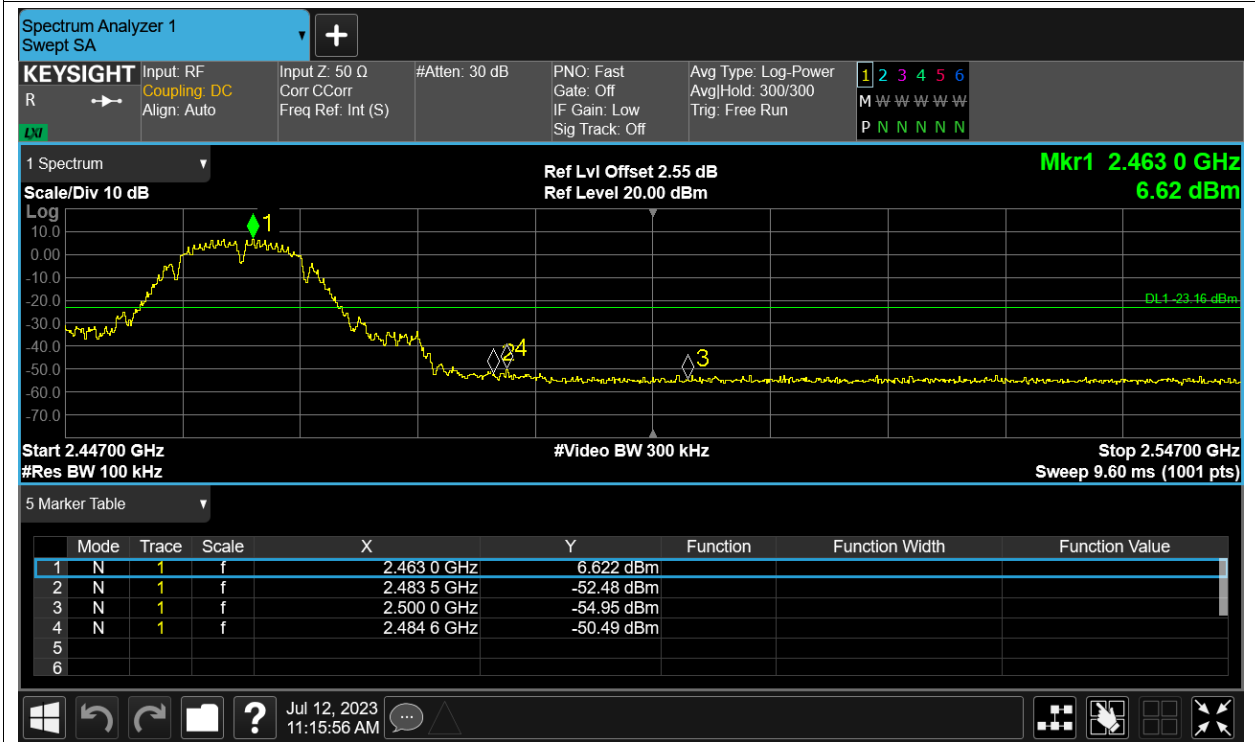 Spectrum Analyzer 1
Swept SA
KEYSIGHT
R
LXI
Input: RF
Coupling: DC
Align: Auto
Input Z: 50 Ω
Corr CCorr
Freq Ref: Int (S)
#Atten: 30 dB
PNO: Fast
Gate: Off
IF Gain: Low
Sig Track: Off
Avg Type: Log-Power
Avg|Hold: 300/300
Trig: Free Run
1 2 3 4 5 6
M W W W W W
P N N N N N
1 Spectrum
Scale/Div 10 dB
Ref Lvl Offset 2.55 dB
Ref Level 20.00 dBm
Mkr1 2.463 0 GHz
6.62 dBm
Log
10.0
0.00
-10.0
-20.0
-30.0
-40.0
-50.0
-60.0
-70.0
1
2
4
3
DL1 -23.16 dBm
Start 2.44700 GHz
#Res BW 100 kHz
#Video BW 300 kHz
Stop 2.54700 GHz
Sweep 9.60 ms (1001 pts)
5 Marker Table
Mode Trace Scale X Y Function Function Width Function Value
1 N 1 f 2.463 0 GHz 6.622 dBm
2 N 1 f 2.483 5 GHz -52.48 dBm
3 N 1 f 2.500 0 GHz -54.95 dBm
4 N 1 f 2.484 6 GHz -50.49 dBm
5
6
?
Jul 12, 2023
11:15:56 AM